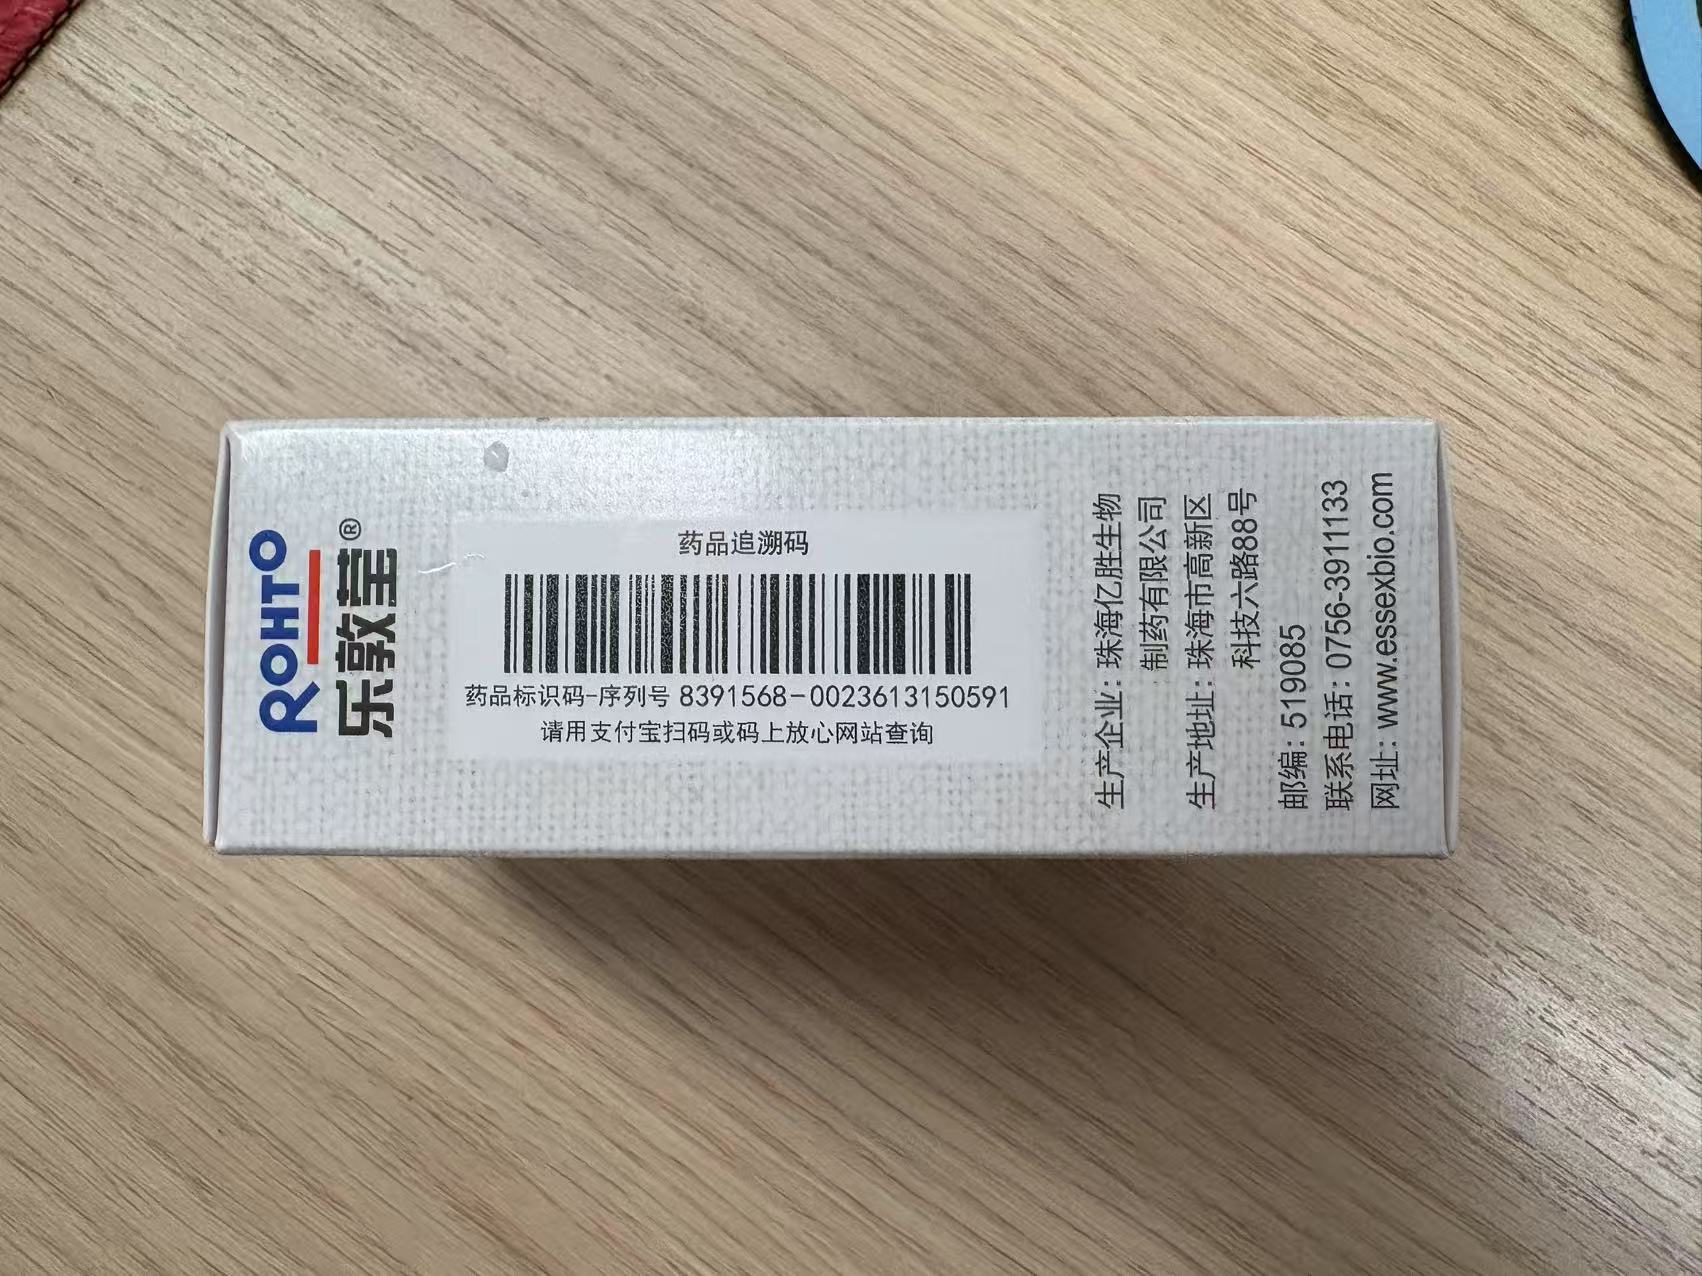 ROHTO
乐敦莹®
药品追溯码
药品标识码-序列号 8391568-0023613150591
请用支付宝扫码或码上放心网站查询
生产企业：珠海亿胜生物
制药有限公司
生产地址：珠海市高新区
科技六路88号
邮编：519085
联系电话：0756-3911133
网址：www.essexbio.com